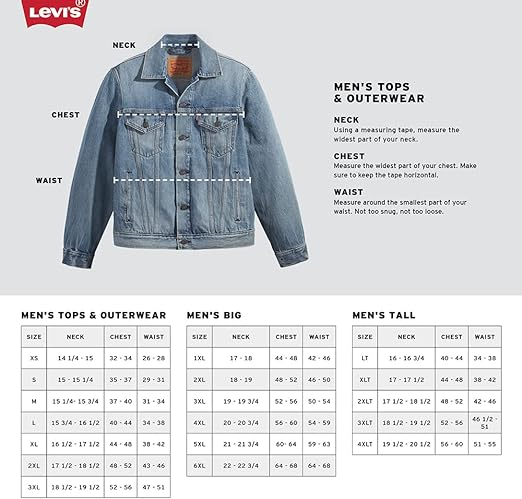 LEVI'S®
NECK
CHEST
WAIST
MEN'S TOPS
& OUTERWEAR
NECK
Using a measuring tape, measure the
widest part of your neck.
CHEST
Measure the widest part of your chest. Make
sure to keep the tape horizontal.
WAIST
Measure around the smallest part of your
waist. Not too snug, not too loose.
MEN'S TOPS & OUTERWEAR
SIZE NECK CHEST WAIST
XS 14 1/4 - 15 32 - 34 26 - 28
S 15 - 15 1/4 35 - 37 29 - 31
M 15 1/4- 15 3/4 37 - 40 31 - 34
L 15 3/4 - 16 1/2 40 - 44 34 - 38
XL 16 1/2 - 17 1/2 44 - 48 38 - 42
2XL 17 1/2 - 18 1/2 48 - 52 43 - 46
3XL 18 1/2 - 19 1/2 52 - 56 47 - 51
MEN'S BIG
SIZE NECK CHEST WAIST
1XL 17 - 18 44 - 48 42 - 46
2XL 18 - 19 48 - 52 46 - 50
3XL 19 - 19 3/4 52 - 56 50 - 54
4XL 20 - 20 3/4 56 - 60 54 - 59
5XL 21 - 21 3/4 60- 64 59 - 63
6XL 22 - 22 3/4 64 - 68 64 - 68
MEN'S TALL
SIZE NECK CHEST WAIST
LT 16 - 16 3/4 40 - 44 34 - 38
XLT 17 - 17 1/2 44 - 48 38 - 42
2XLT 17 1/2 - 18 1/2 48 - 52 42 - 46
3XLT 18 1/2 - 19 1/2 52 - 56 46 1/2 -
51
4XLT 19 1/2 - 20 1/2 56 - 60 51 - 55